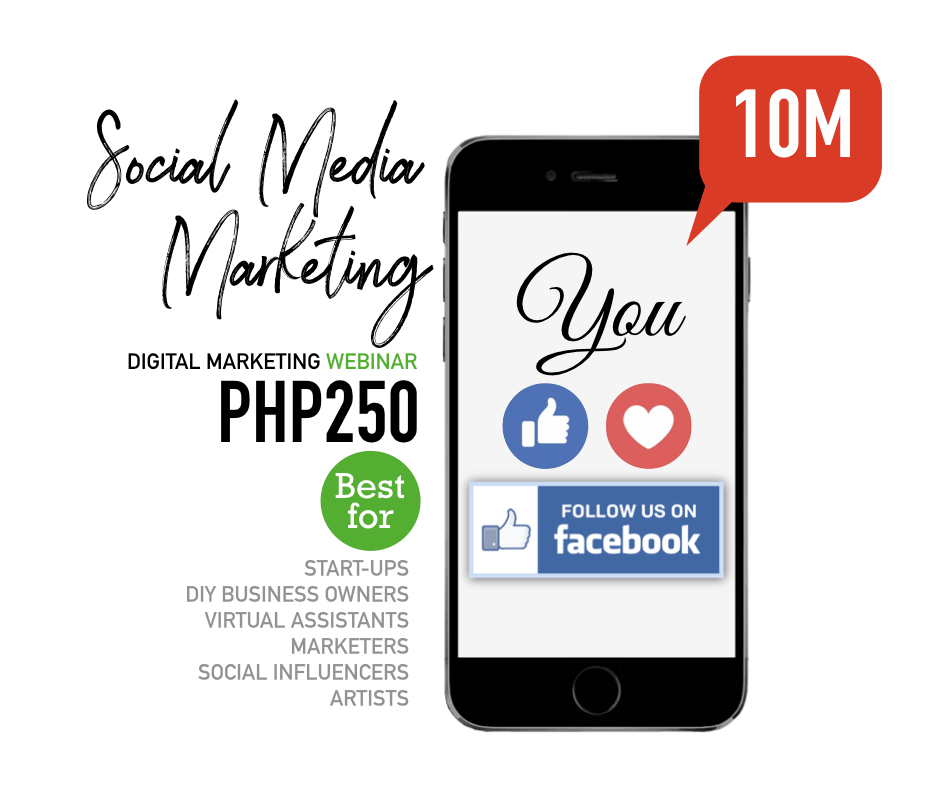 Social Media
Marketing
DIGITAL MARKETING WEBINAR
PHP250
Best
for
START-UPS
DIY BUSINESS OWNERS
VIRTUAL ASSISTANTS
MARKETERS
SOCIAL INFLUENCERS
ARTISTS
10M
You
FOLLOW US ON
facebook